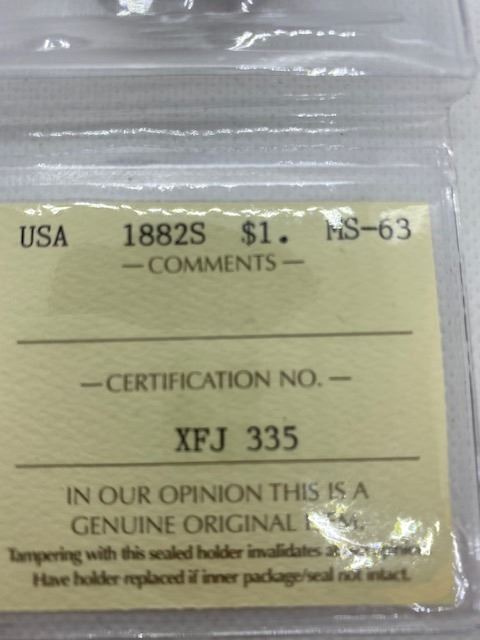 USA 1882S $1. MS-63
— COMMENTS —
— CERTIFICATION NO. —
XFJ 335
IN OUR OPINION THIS IS A
GENUINE ORIGINAL ITEM.
Tampering with this sealed holder invalidates
Have holder replaced if inner package/seal not intact.